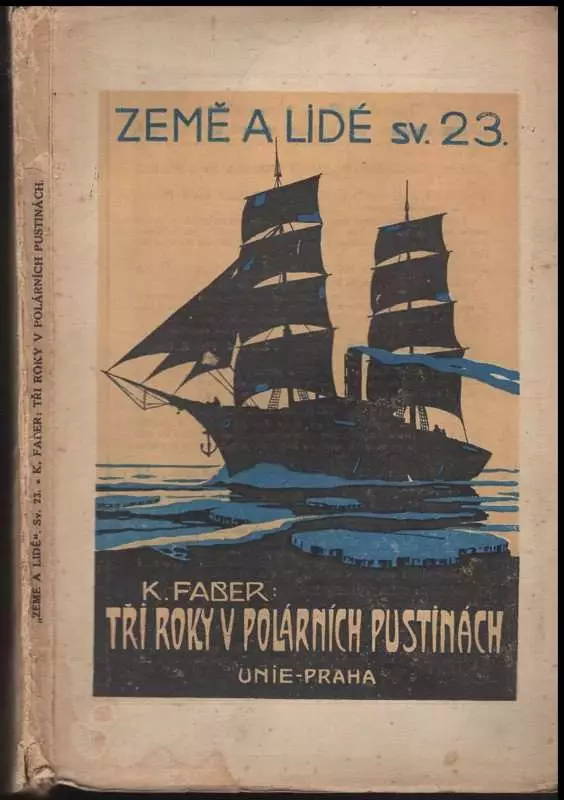 ZEMĚ A LIDÉ sv. 23.
K. FABER:
TŘI ROKY V POLÁRNÍCH PUSTINÁCH
UNIE-PRAHA
„ZEMĚ A LIDÉ“. Sv. 23. • K. FABER: TŘI ROKY V POLÁRNÍCH PUSTINÁCH.